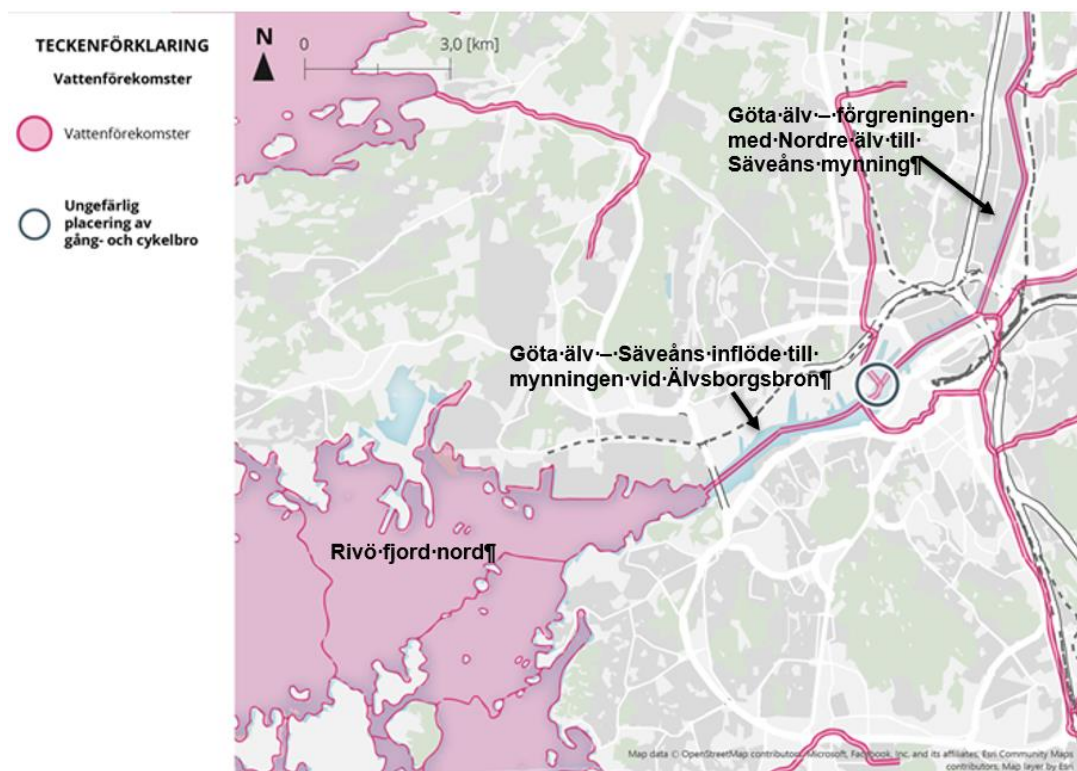 TECKENFÖRKLARING
Vattenförekomster
Vattenförekomster
Ungefärlig
placering av
gång- och cykelbro
N
0 3,0 [km]
Göta·älv·–·förgreningen·
med·Nordre·älv·till·
Säveåns·mynning¶
Göta·älv·–·Säveåns·inflöde·till·
mynningen·vid·Älvsborgsbron¶
Rivö·fjord·nord¶
Map data © OpenStreetMap contributors, Microsoft, Facebook, Inc. and its affiliates, Esri Community Maps
contributors, Map layer by Esri